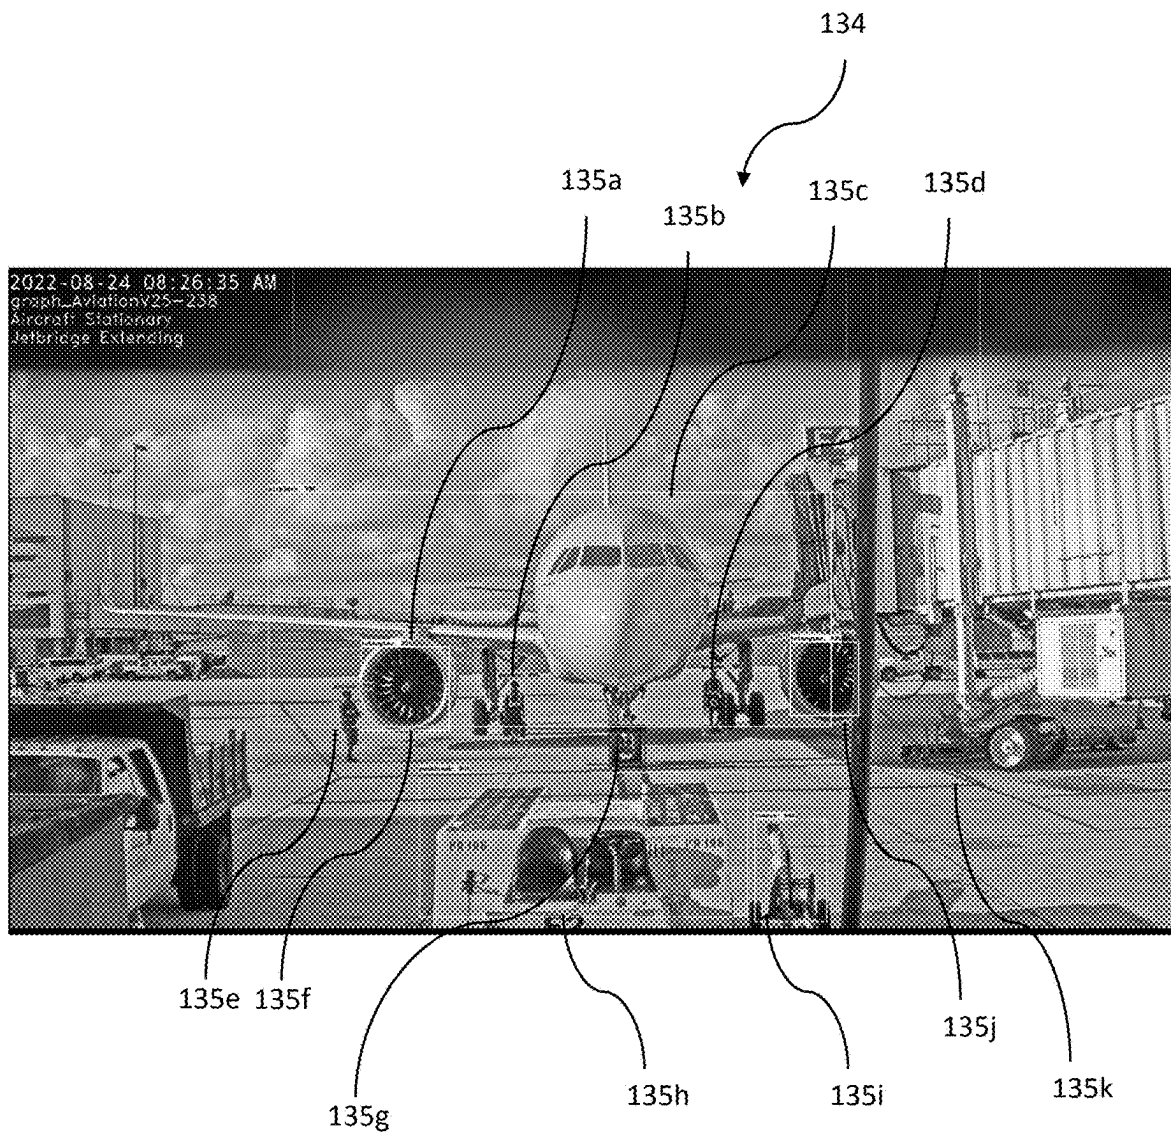 134
135a
135b
135c
135d
2022-08-24 08:26:35 AM
graph_AviationV25-238
Aircraft Stationary
Jetbridge Extending
135e 135f
135g
135h
135i
135j
135k